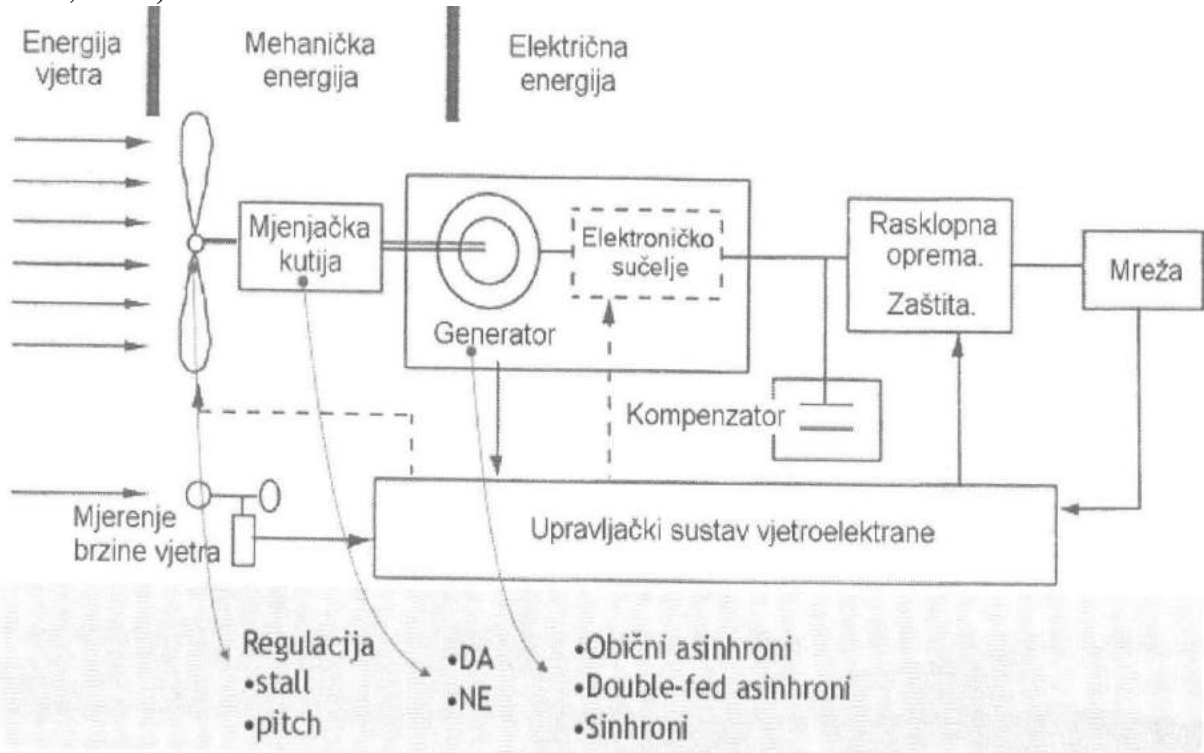 Energija
vjetra
Mehanička
energija
Električna
energija
Mjenjačka
kutija
Generator
Elektroničko
sučelje
Rasklopna
oprema.
Zaštita.
Mreža
Kompenzator
Mjerenje
brzine vjetra
Upravljački sustav vjetroelektrane
Regulacija
•stall
•pitch
•DA
•NE
•Obični asinhroni
•Double-fed asinhroni
•Sinhroni